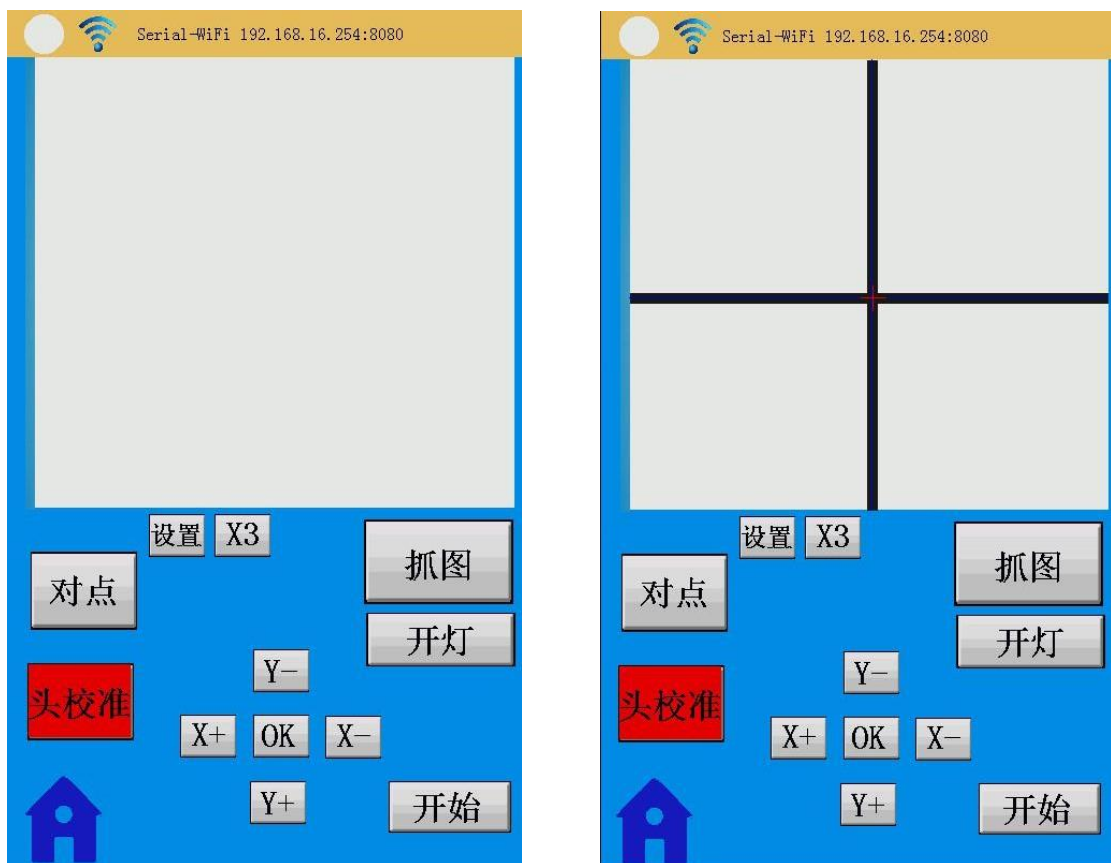 Serial-WiFi 192.168.16.254:8080
设置 X3
抓图
对点
开灯
Y-
头校准
X+ OK X-
Y+ 开始
Serial-WiFi 192.168.16.254:8080
设置 X3
抓图
对点
开灯
Y-
头校准
X+ OK X-
Y+ 开始